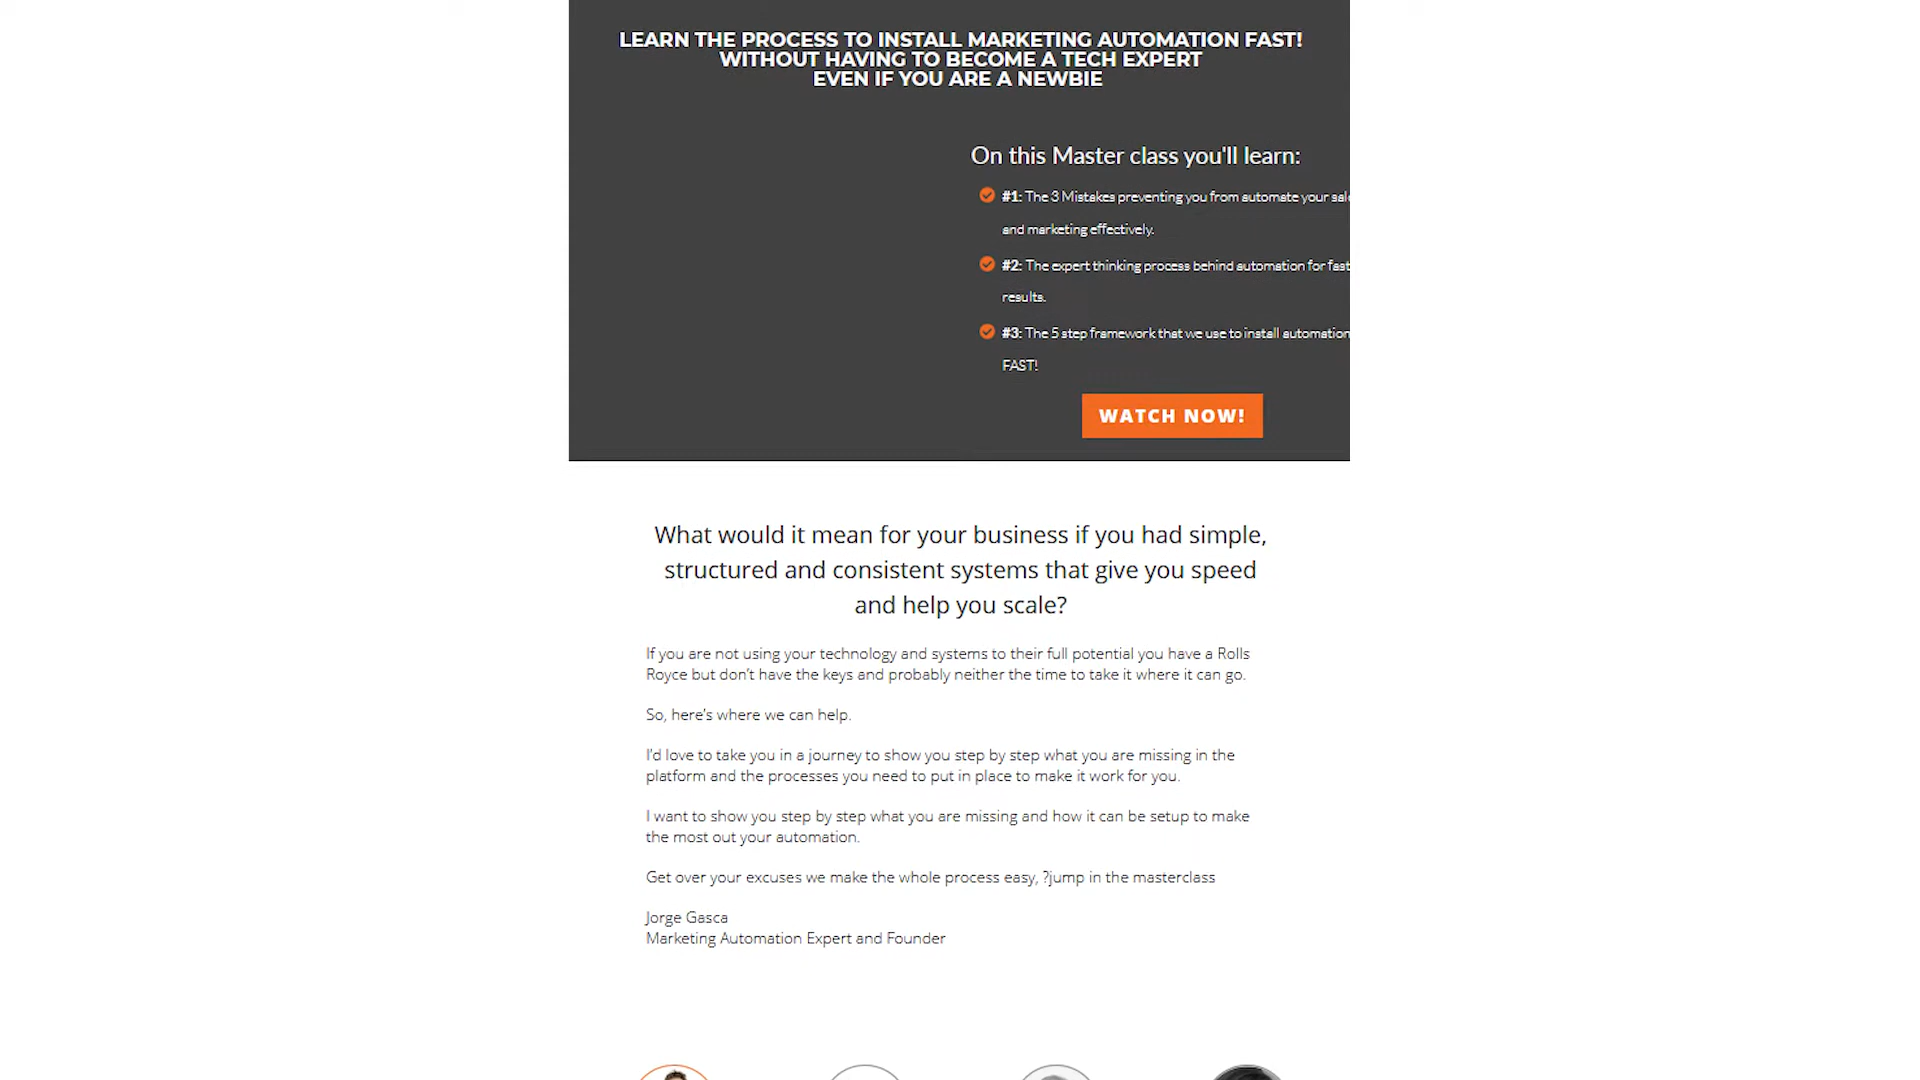 LEARN THE PROCESS TO INSTALL MARKETING AUTOMATION FAST!
WITHOUT HAVING TO BECOME A TECH EXPERT
EVEN IF YOU ARE A NEWBIE
On this Master class you'll learn:
#1: The 3 Mistakes preventing you from automate your
and marketing effectively.
#2: The expert thinking process behind automation for fast
results.
#3: The 5 step framework that we use to install automation
FAST!
WATCH NOW!
What would it mean for your business if you had simple,
structured and consistent systems that give you speed
and help you scale?
If you are not using your technology and systems to their full potential you have a Rolls
Royce but don’t have the keys and probably neither the time to take it where it can go.
So, here’s where we can help.
I’d love to take you in a journey to show you step by step what you are missing in the
platform and the processes you need to put in place to make it work for you.
I want to show you step by step what you are missing and how it can be setup to make
the most out your automation.
Get over your excuses we make the whole process easy, ?jump in the masterclass
Jorge Gasca
Marketing Automation Expert and Founder